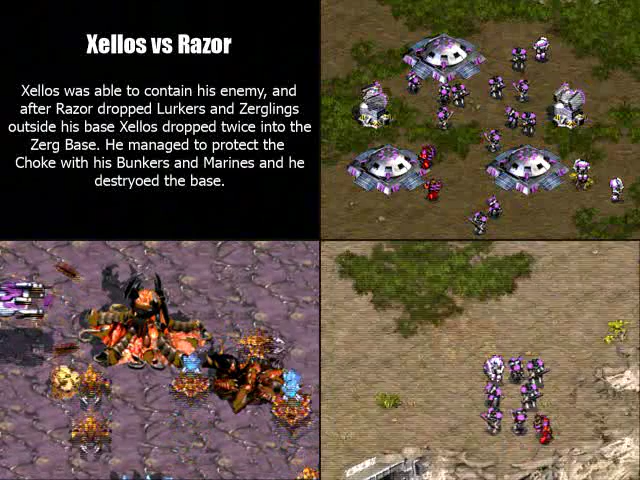 Xellos vs Razor
Xellos was able to contain his enemy, and
after Razor dropped Lurkers and Zerglings
outside his base Xellos dropped twice into the
Zerg Base. He managed to protect the
Choke with his Bunkers and Marines and he
destryoed the base.